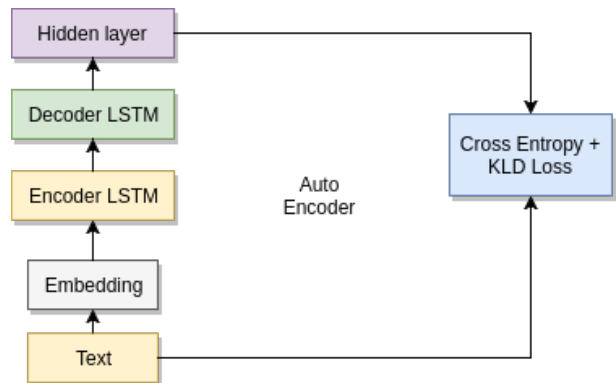 Hidden layer
Decoder LSTM
Encoder LSTM
Embedding
Text
Auto
Encoder
Cross Entropy +
KLD Loss